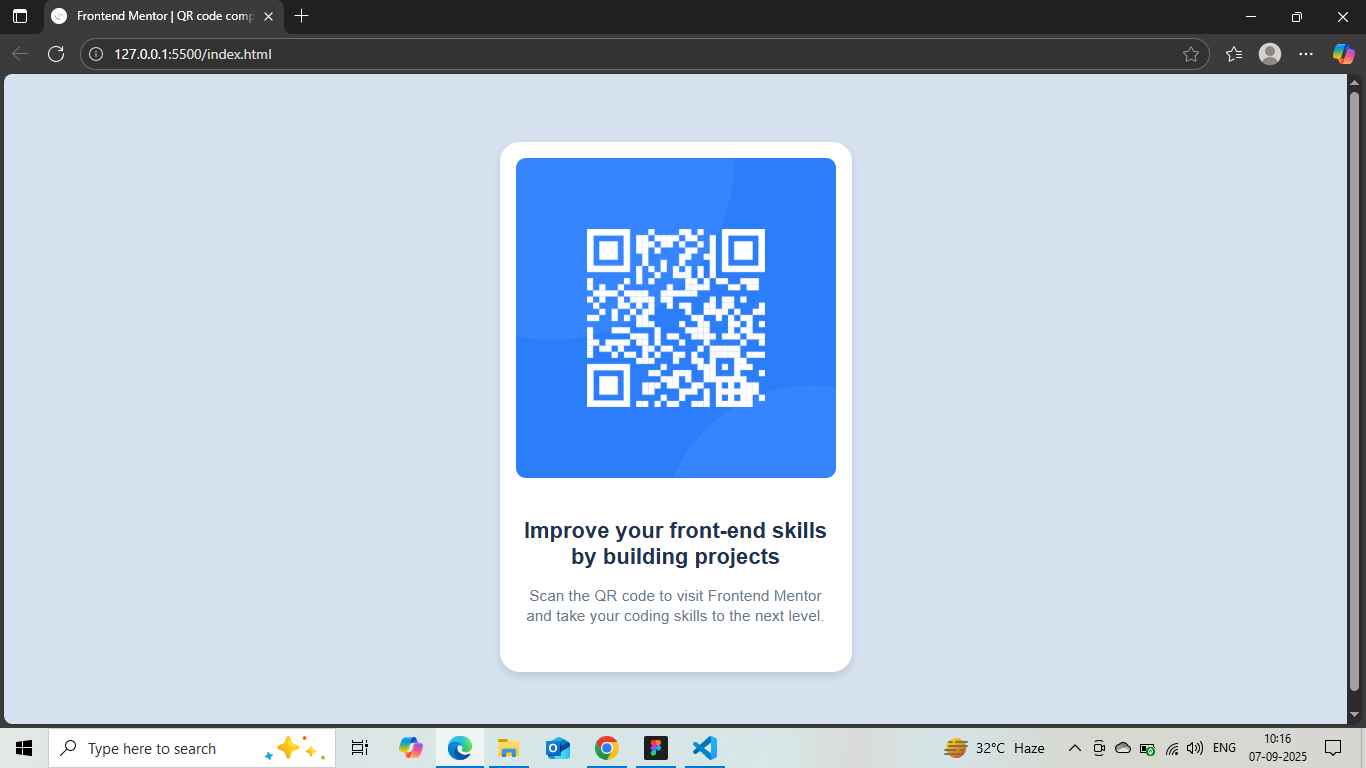 Frontend Mentor | QR code comp
127.0.0.1:5500/index.html
Improve your front-end skills
by building projects
Scan the QR code to visit Frontend Mentor
and take your coding skills to the next level.
Type here to search
32°C Haze
ENG
10:16
07-09-2025